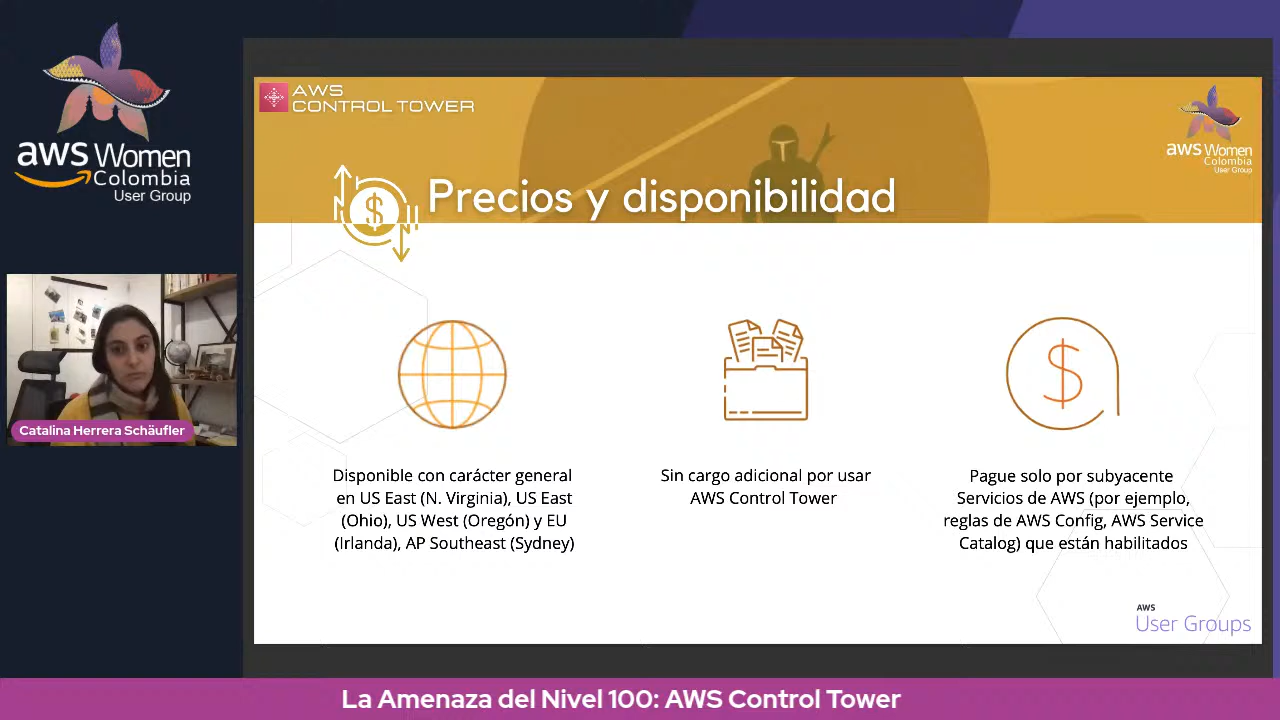 aws Women
Colombia
User Group
Catalina Herrera Schäufler
AWS
CONTROL TOWER
aws Women
Colombia
User Group
Precios y disponibilidad
Disponible con carácter general
en US East (N. Virginia), US East
(Ohio), US West (Oregón) y EU
(Irlanda), AP Southeast (Sydney)
Sin cargo adicional por usar
AWS Control Tower
Pague solo por subyacente
Servicios de AWS (por ejemplo,
reglas de AWS Config, AWS Service
Catalog) que están habilitados
AWS
User Groups
La Amenaza del Nivel 100: AWS Control Tower